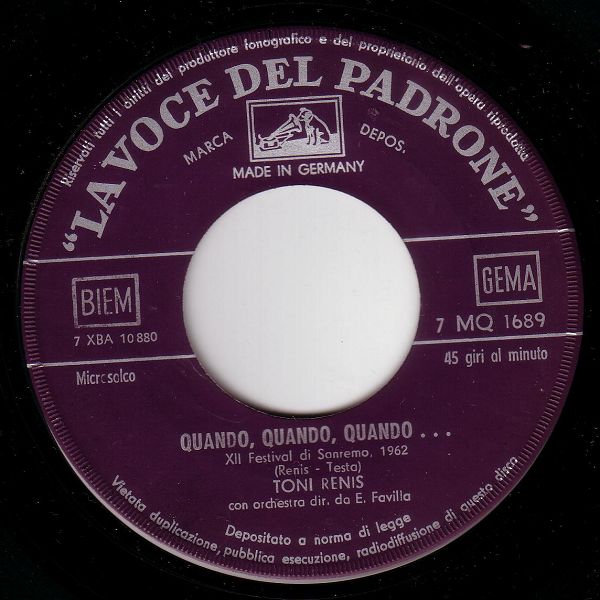 Riservati tutti i diritti del produttore fonografico e del proprietario dell'opera riprodotta
"LA VOCE DEL PADRONE"
MARCA DEPOS.
MADE IN GERMANY
BIEM
GEMA
7 XBA 10880
7 MQ 1689
Microsolco
45 giri al minuto
QUANDO, QUANDO, QUANDO . . .
XII Festival di Sanremo, 1962
(Renis - Testa)
TONI RENIS
con orchestra dir. da E. Favilla
Depositato a norma di legge
Vietata duplicazione, pubblica esecuzione, radiodiffusione di questo disco